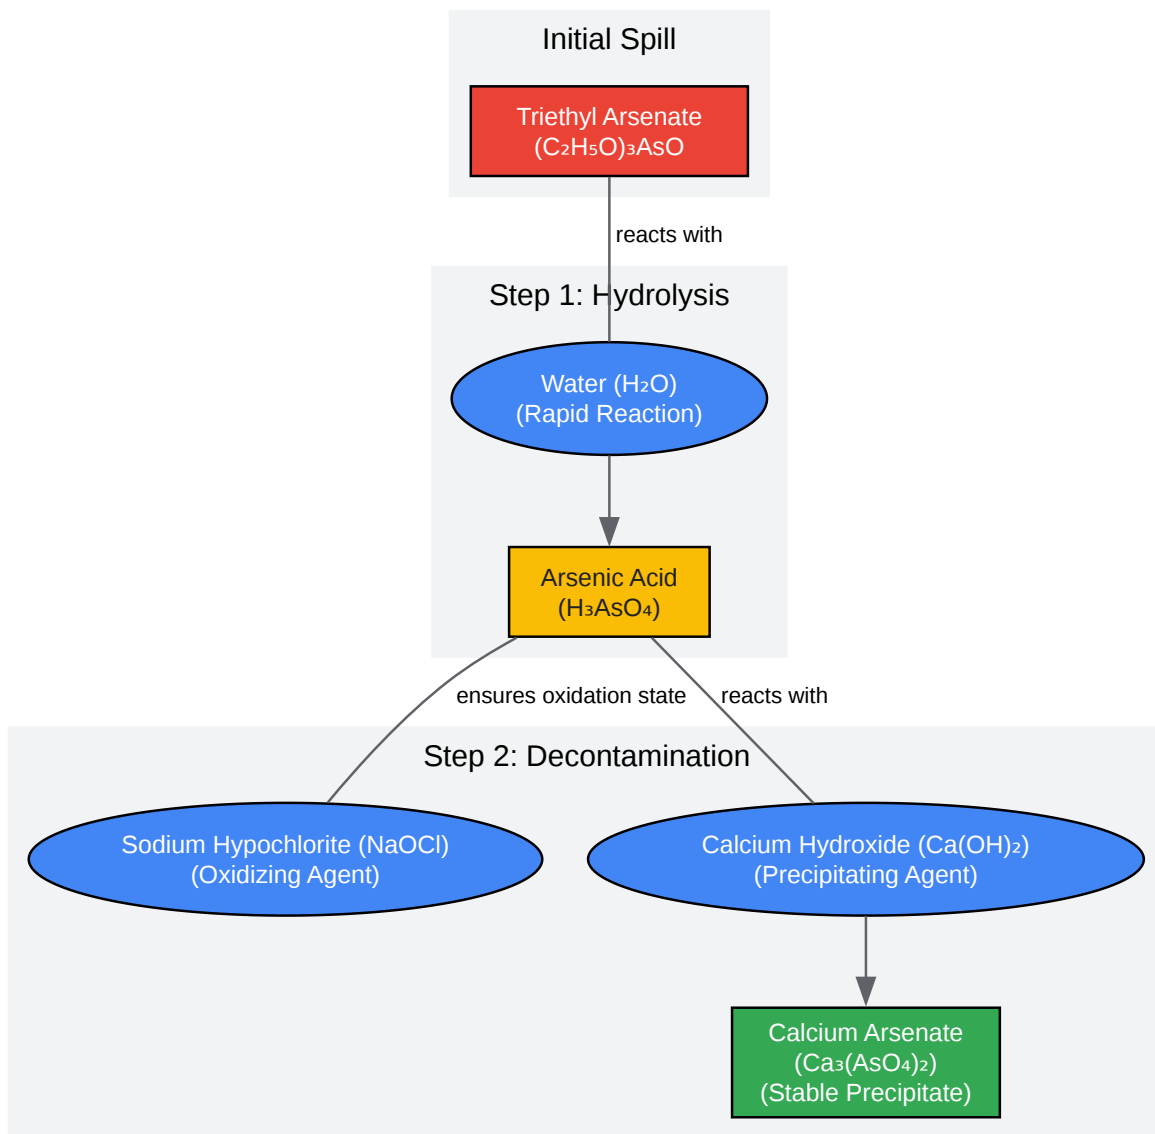 Initial Spill
Triethyl Arsenate
(C₂H₅O)₃AsO
reacts with
Step 1: Hydrolysis
Water (H₂O)
(Rapid Reaction)
Arsenic Acid
(H₃AsO₄)
ensures oxidation state
reacts with
Step 2: Decontamination
Sodium Hypochlorite (NaOCl)
(Oxidizing Agent)
Calcium Hydroxide (Ca(OH)₂)
(Precipitating Agent)
Calcium Arsenate
(Ca₃(AsO₄)₂)
(Stable Precipitate)